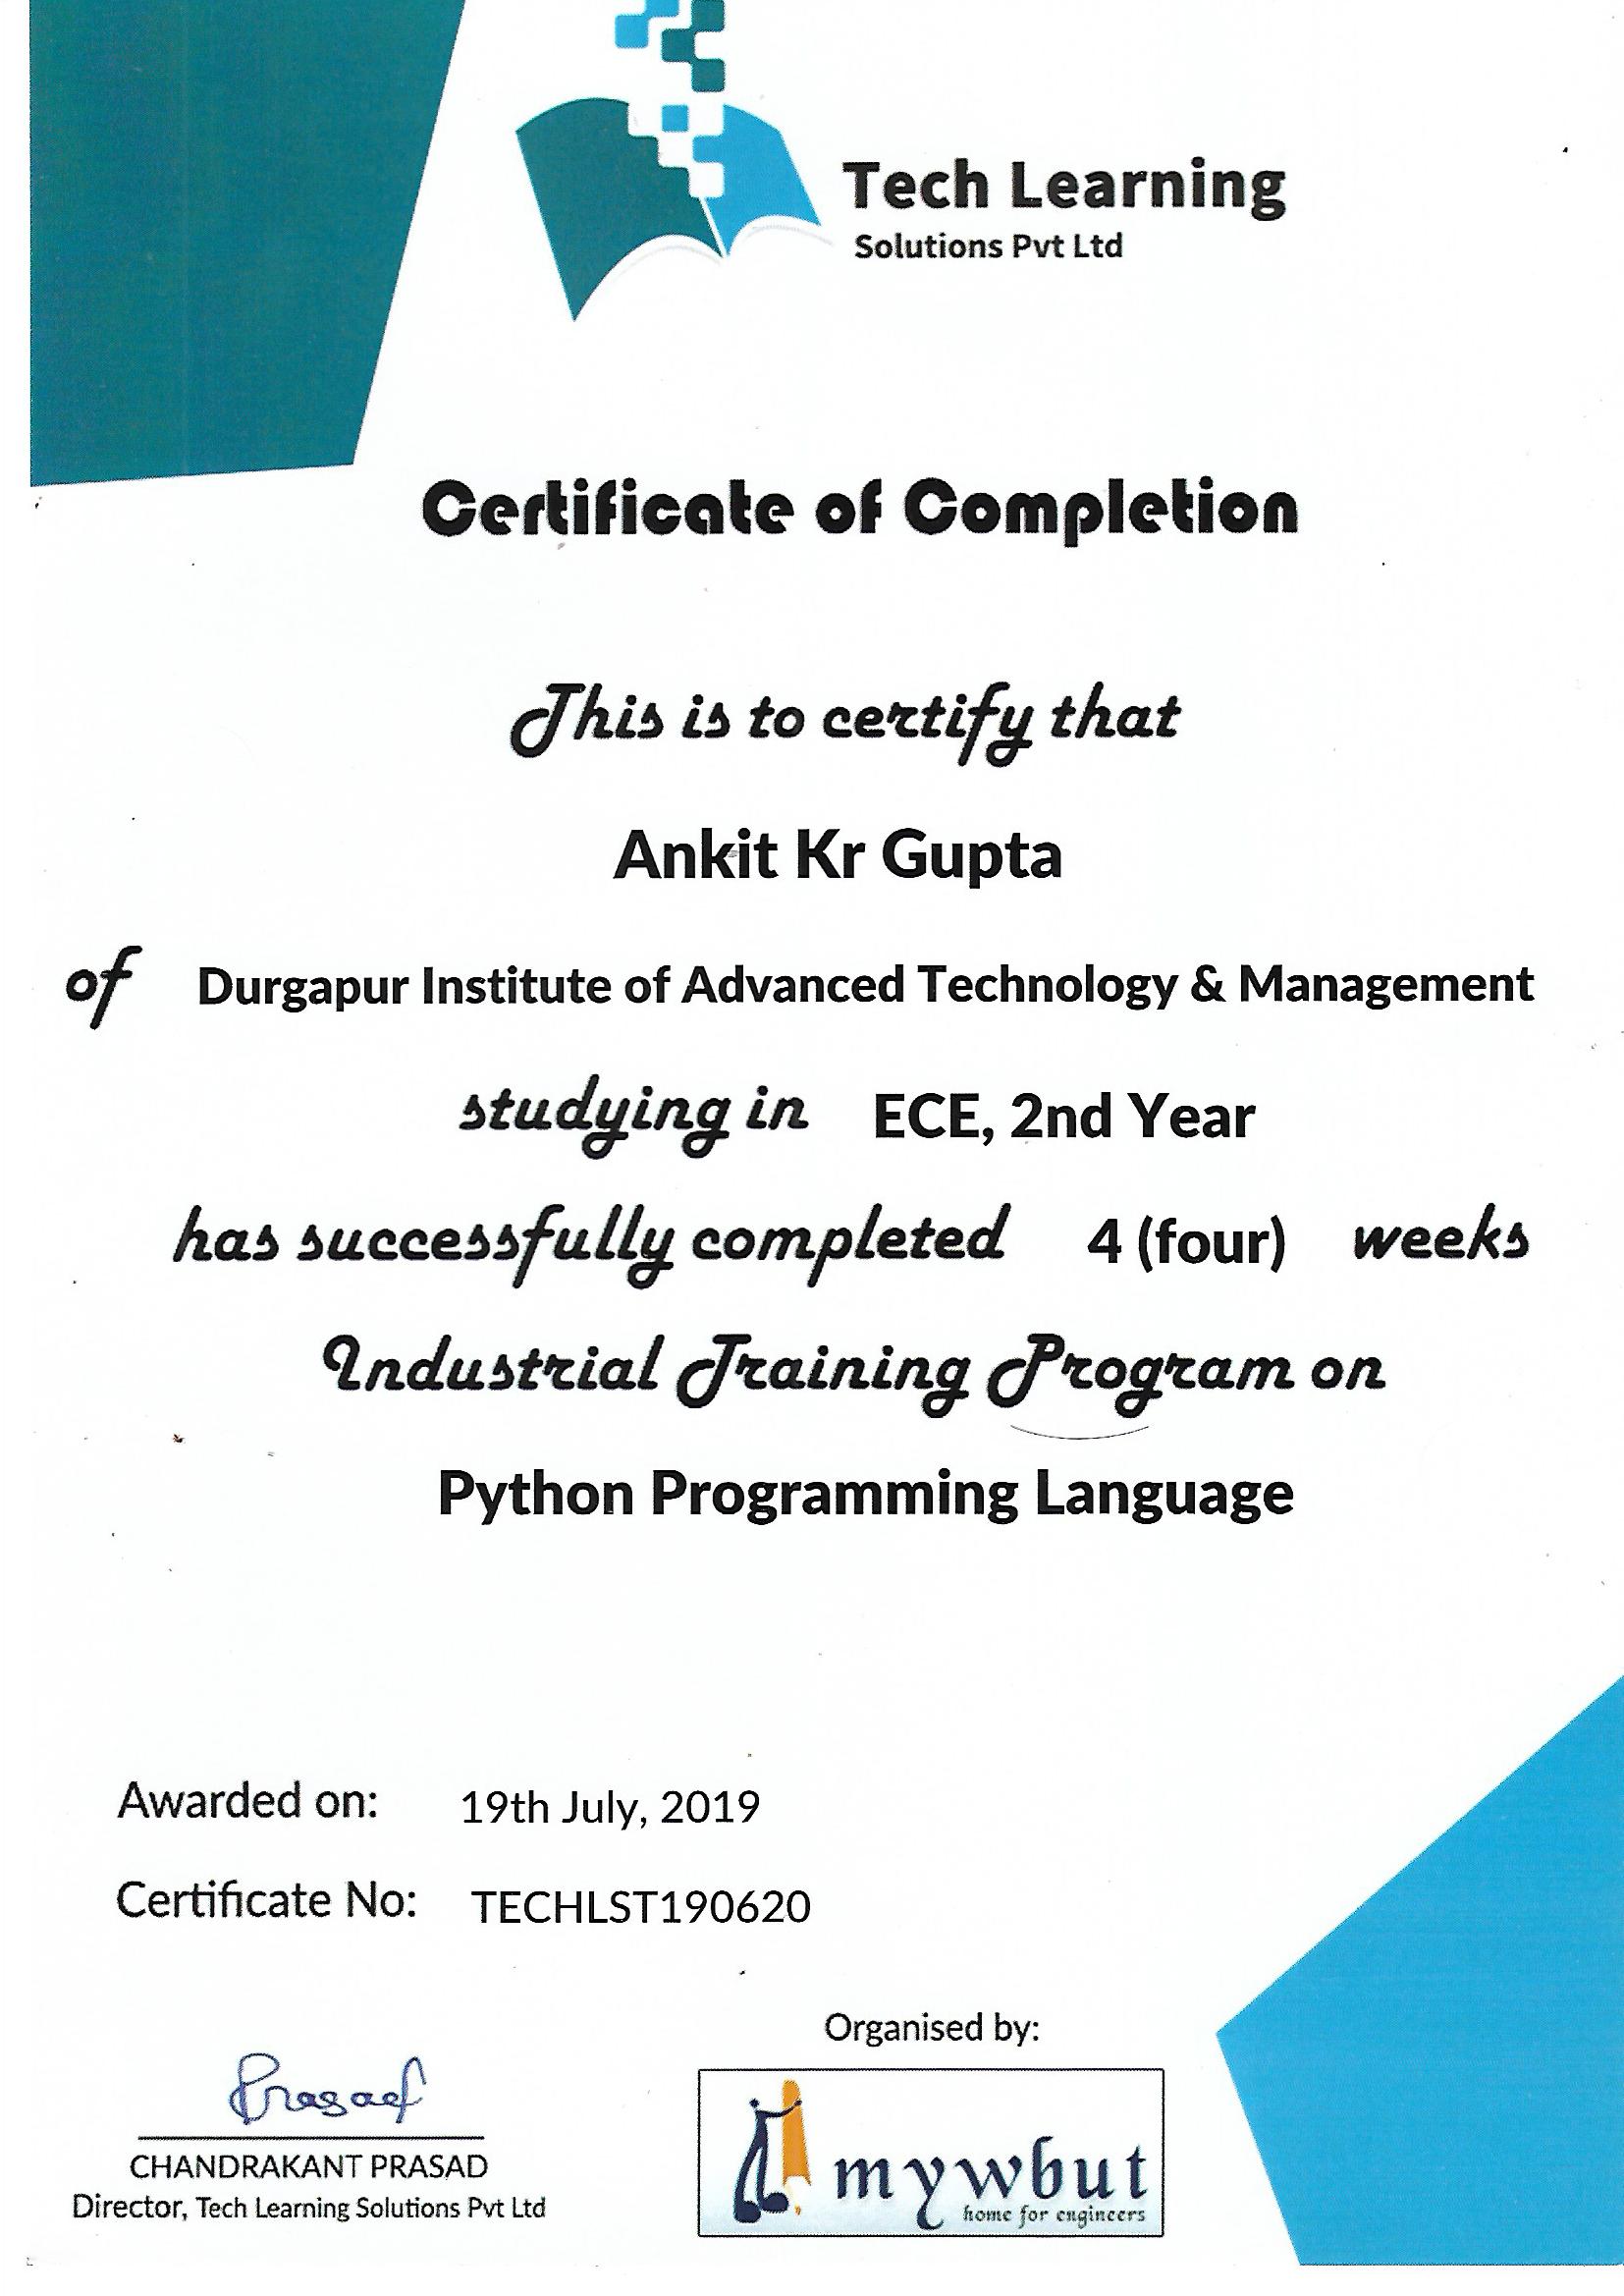 Tech Learning
Solutions Pvt Ltd
Certificate of Completion
This is to certify that
Ankit Kr Gupta
of Durgapur Institute of Advanced Technology & Management
studying in ECE, 2nd Year
has successfully completed 4 (four) weeks
Industrial Training Program on
Python Programming Language
Awarded on: 19th July, 2019
Certificate No: TECHLST190620
Organised by:
Prasad
CHANDRAKANT PRASAD
Director, Tech Learning Solutions Pvt Ltd
mywbut
home for engineers